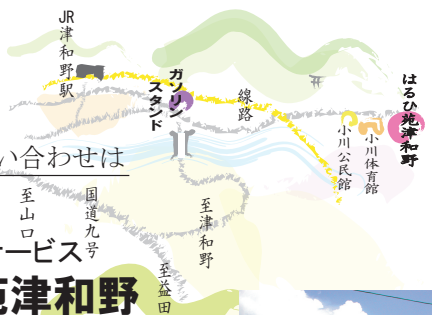 JR津和野駅
ガソリン
スタンド
線路
小川公民館
小川体育館
はるひ苑津和野
い合わせは
至山口
国道九号
至津和野
至益田
ービス
苑津和野